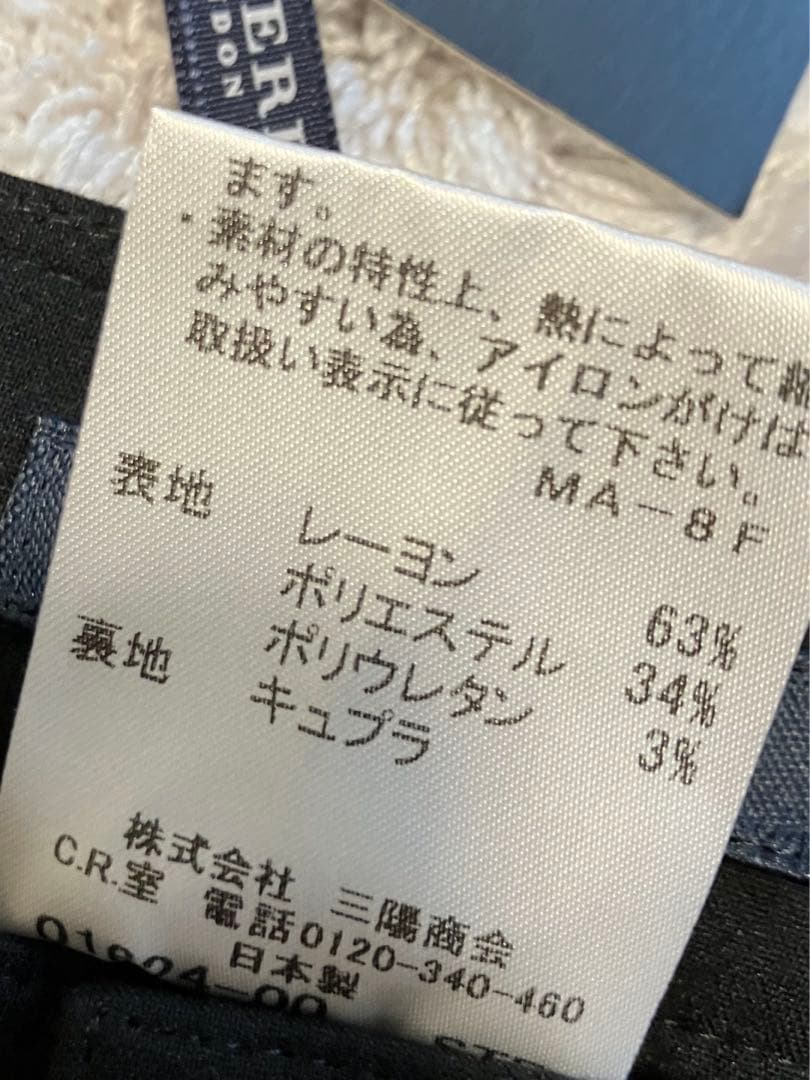 ERI
DON
ます。
・素材の特性上、熱によって縮
みやすい為、アイロンがけは
取扱い表示に従って下さい。
MA-8F
表地 レーヨン 63%
ポリエステル 34%
ポリウレタン 3%
裏地 キュプラ
株式会社 三陽商会
C.R.室 電話0120-340-460
日本製